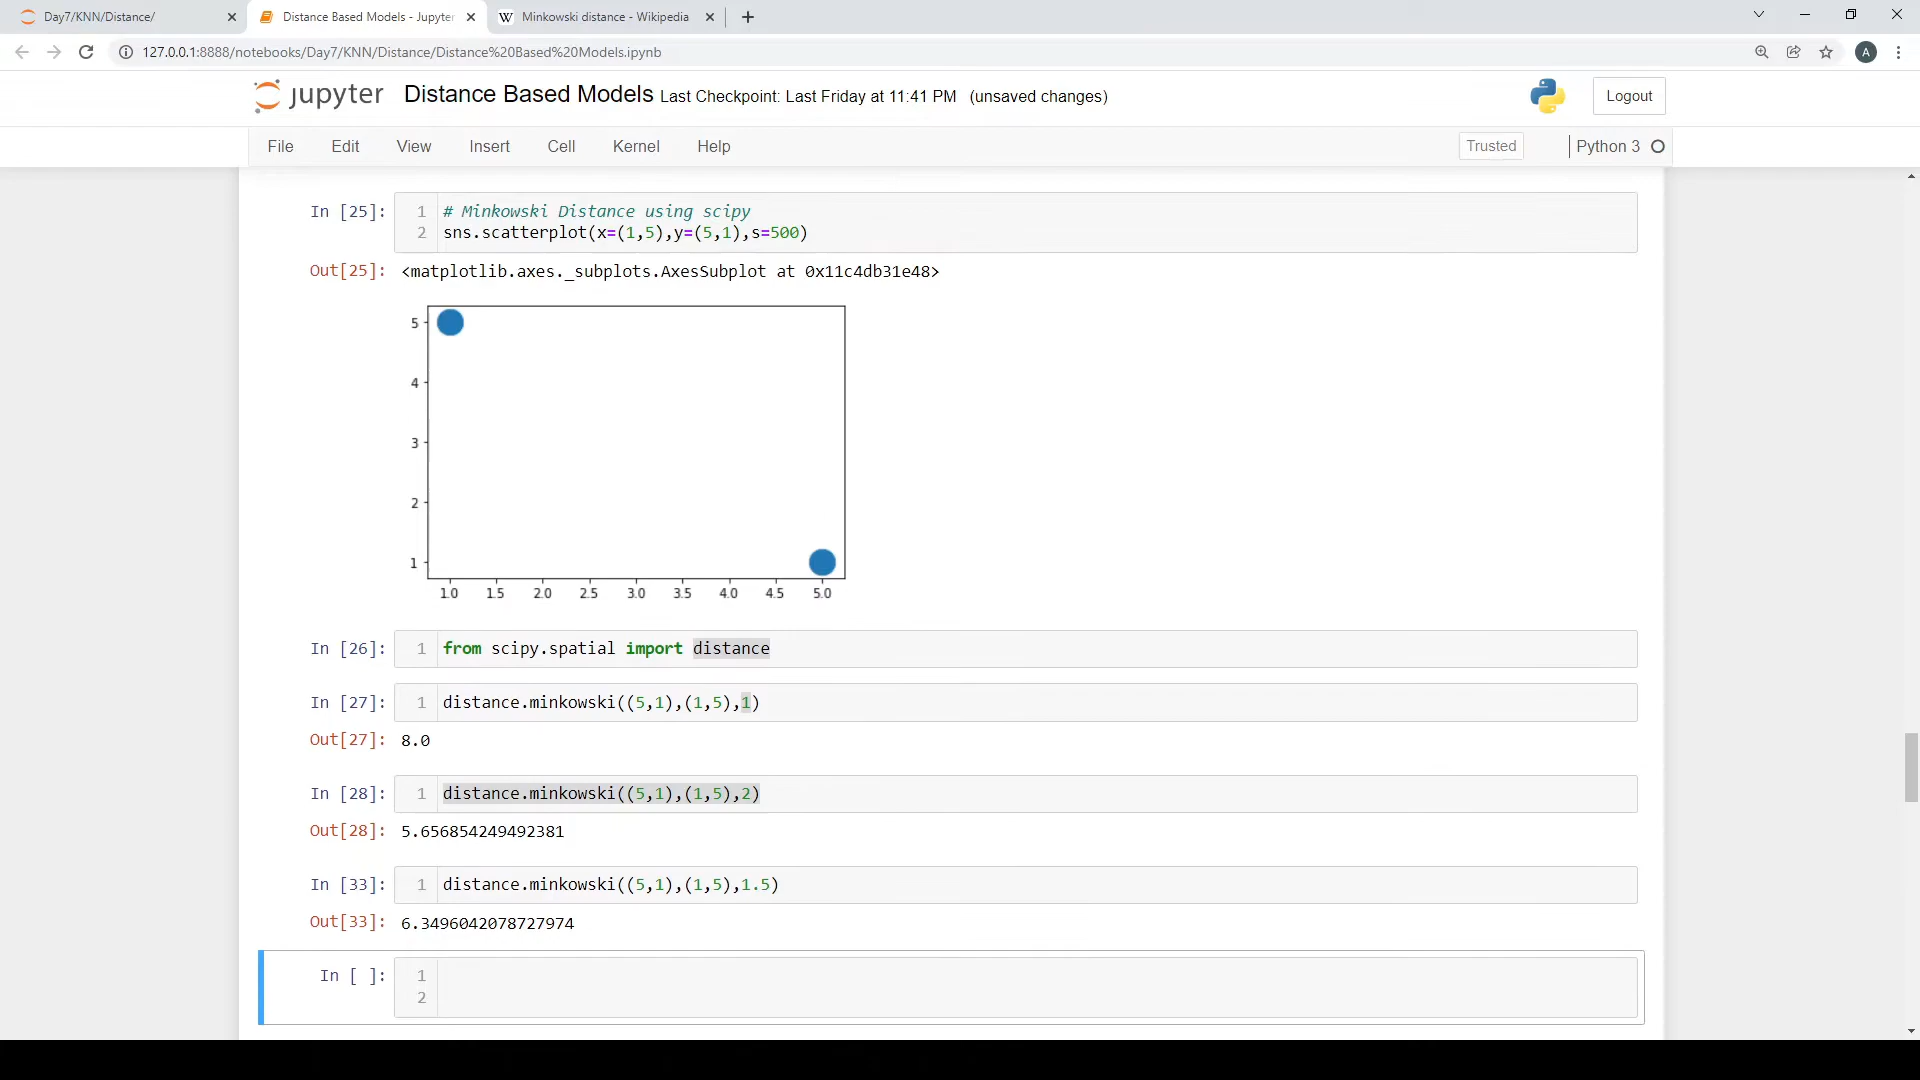 Day7/KNN/Distance/
Distance Based Models - Jupyter
W Minkowski distance - Wikipedia
127.0.0.1:8888/notebooks/Day7/KNN/Distance/Distance%20Based%20Models.ipynb
A
jupyter Distance Based Models Last Checkpoint: Last Friday at 11:41 PM (unsaved changes)
Logout
File Edit View Insert Cell Kernel Help
Trusted
Python 3
In [25]: 1 # Minkowski Distance using scipy
2 sns.scatterplot(x=(1,5),y=(5,1),s=500)
Out[25]: <matplotlib.axes._subplots.AxesSubplot at 0x11c4db31e48>
5
4
3
2
1
1.0 1.5 2.0 2.5 3.0 3.5 4.0 4.5 5.0
In [26]: 1 from scipy.spatial import distance
In [27]: 1 distance.minkowski((5,1),(1,5),1)
Out[27]: 8.0
In [28]: 1 distance.minkowski((5,1),(1,5),2)
Out[28]: 5.656854249492381
In [33]: 1 distance.minkowski((5,1),(1,5),1.5)
Out[33]: 6.3496042078727974
In [ ]: 1
2